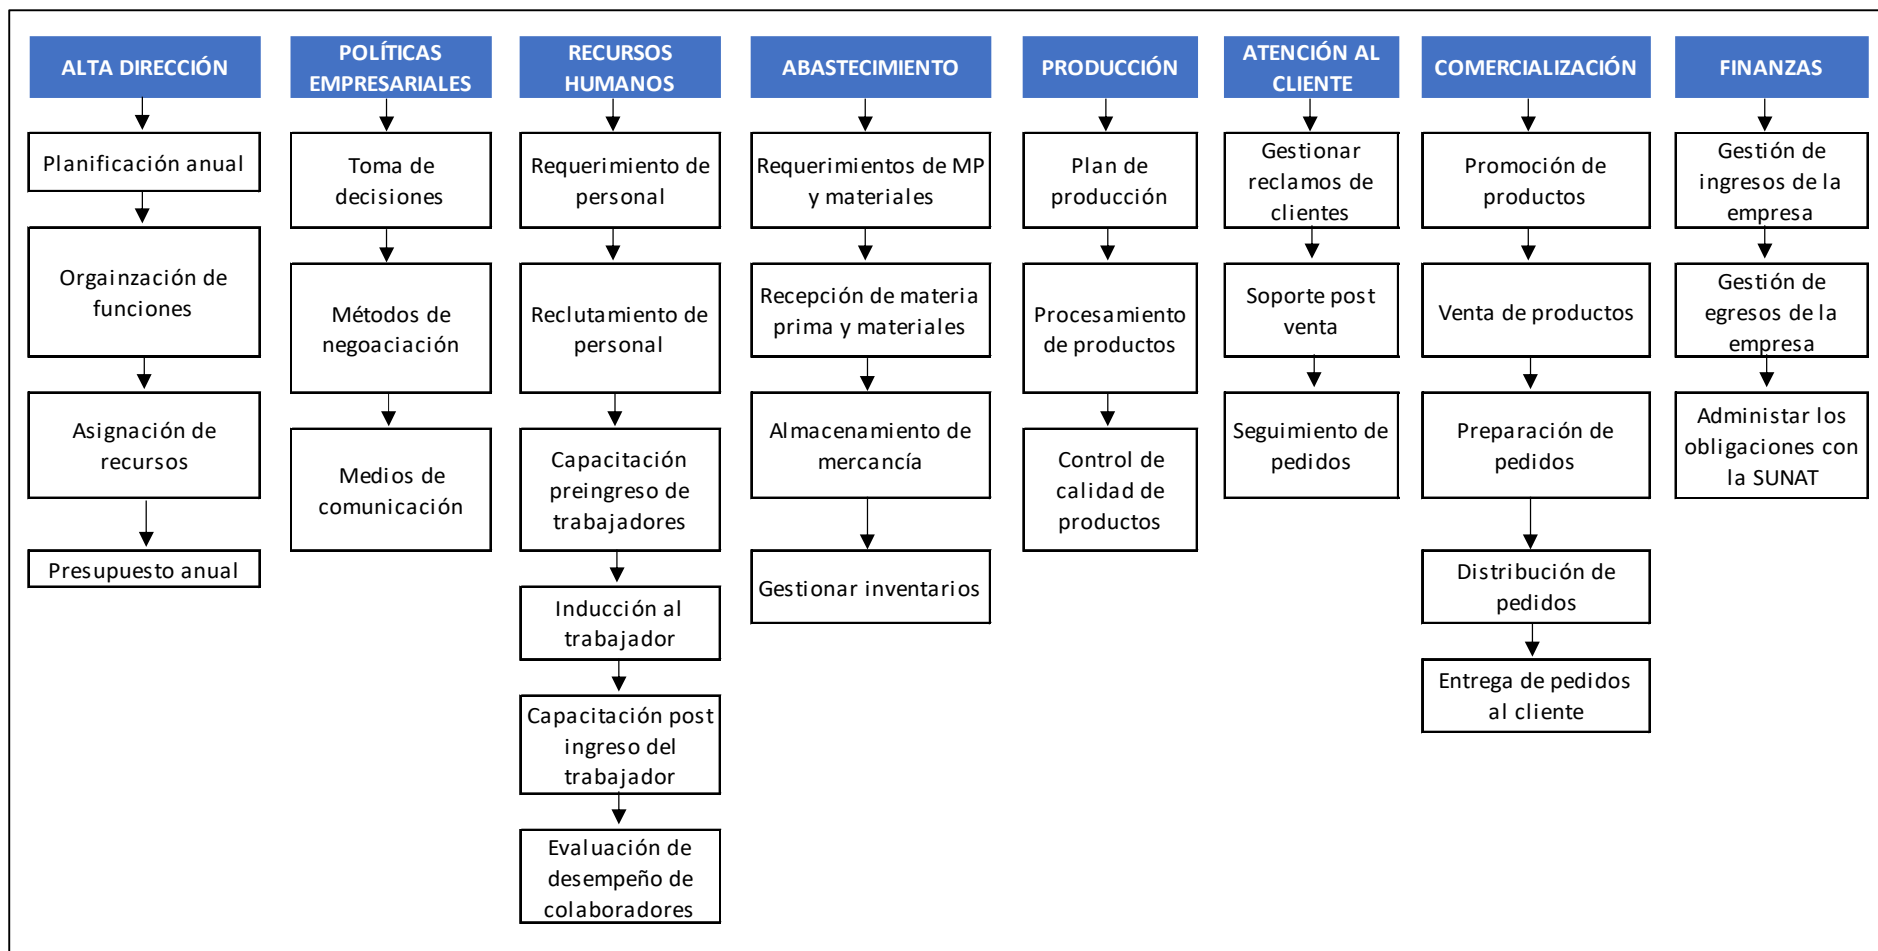 ALTA DIRECCIÓN
Planificación anual
Orgainzación de
funciones
Asignación de
recursos
Presupuesto anual
POLÍTICAS
EMPRESARIALES
Toma de
decisiones
Métodos de
negoaciación
Medios de
comunicación
RECURSOS
HUMANOS
Requerimiento de
personal
Reclutamiento de
personal
Capacitación
preingreso de
trabajadores
Inducción al
trabajador
Capacitación post
ingreso del
trabajador
Evaluación de
desempeño de
colaboradores
ABASTECIMIENTO
Requerimientos de MP
y materiales
Recepción de materia
prima y materiales
Almacenamiento de
mercancía
Gestionar inventarios
PRODUCCIÓN
Plan de
producción
Procesamiento
de productos
Control de
calidad de
productos
ATENCIÓN AL
CLIENTE
Gestionar
reclamos de
clientes
Soporte post
venta
Seguimiento de
pedidos
COMERCIALIZACIÓN
Promoción de
productos
Venta de productos
Preparación de
pedidos
Distribución de
pedidos
Entrega de pedidos
al cliente
FINANZAS
Gestión de
ingresos de la
empresa
Gestión de
egresos de la
empresa
Administar los
obligaciones con
la SUNAT